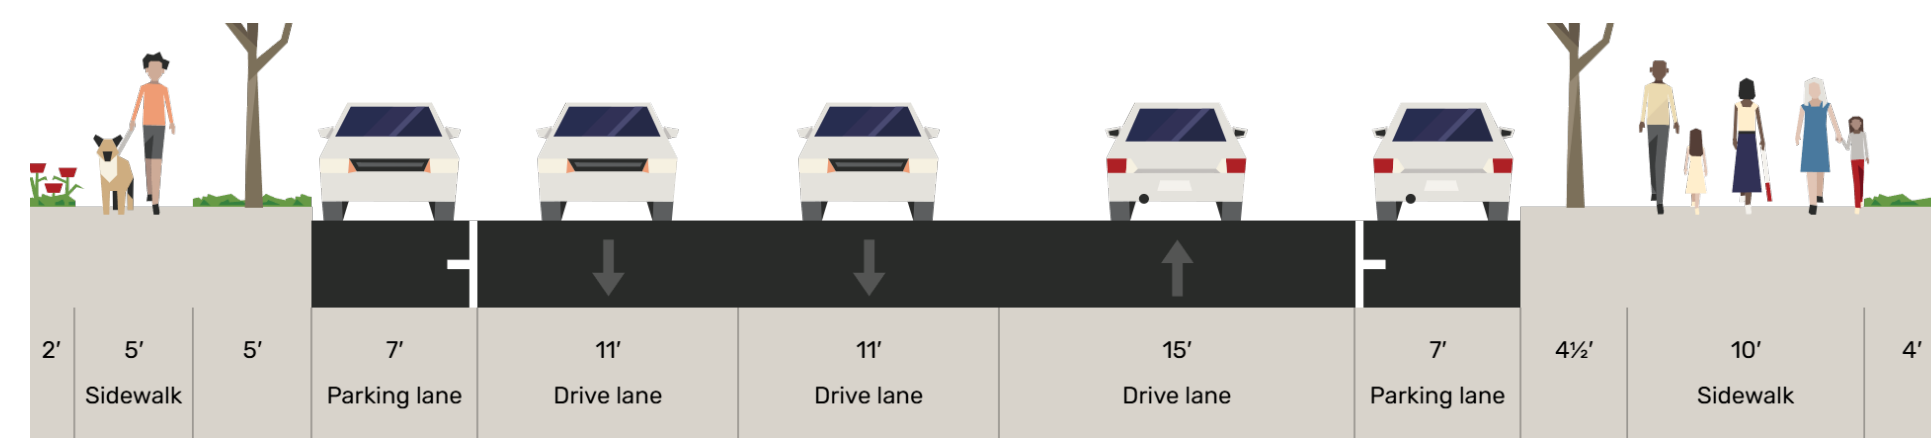 2′ 5′ 5′ 7′ 11′ 11′ 15′ 7′ 4½′ 10′ 4′
Sidewalk Parking lane Drive lane Drive lane Drive lane Parking lane Sidewalk